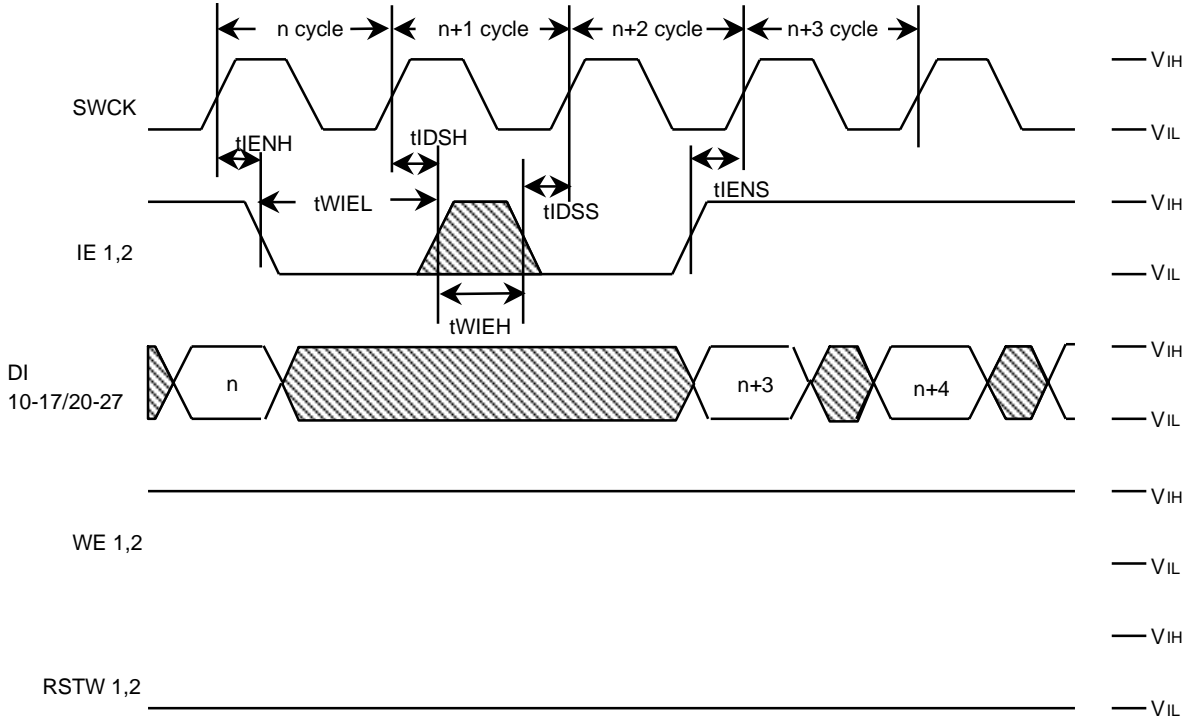 n cycle n+1 cycle n+2 cycle n+3 cycle
VIH
SWCK
VIL
tIENH tIDSH
tIENS
tWIEL tIDSS
VIH
IE 1,2
VIL
tWIEH
VIH
DI
10-17/20-27
n n+3 n+4
VIL
VIH
WE 1,2
VIL
VIH
RSTW 1,2
VIL